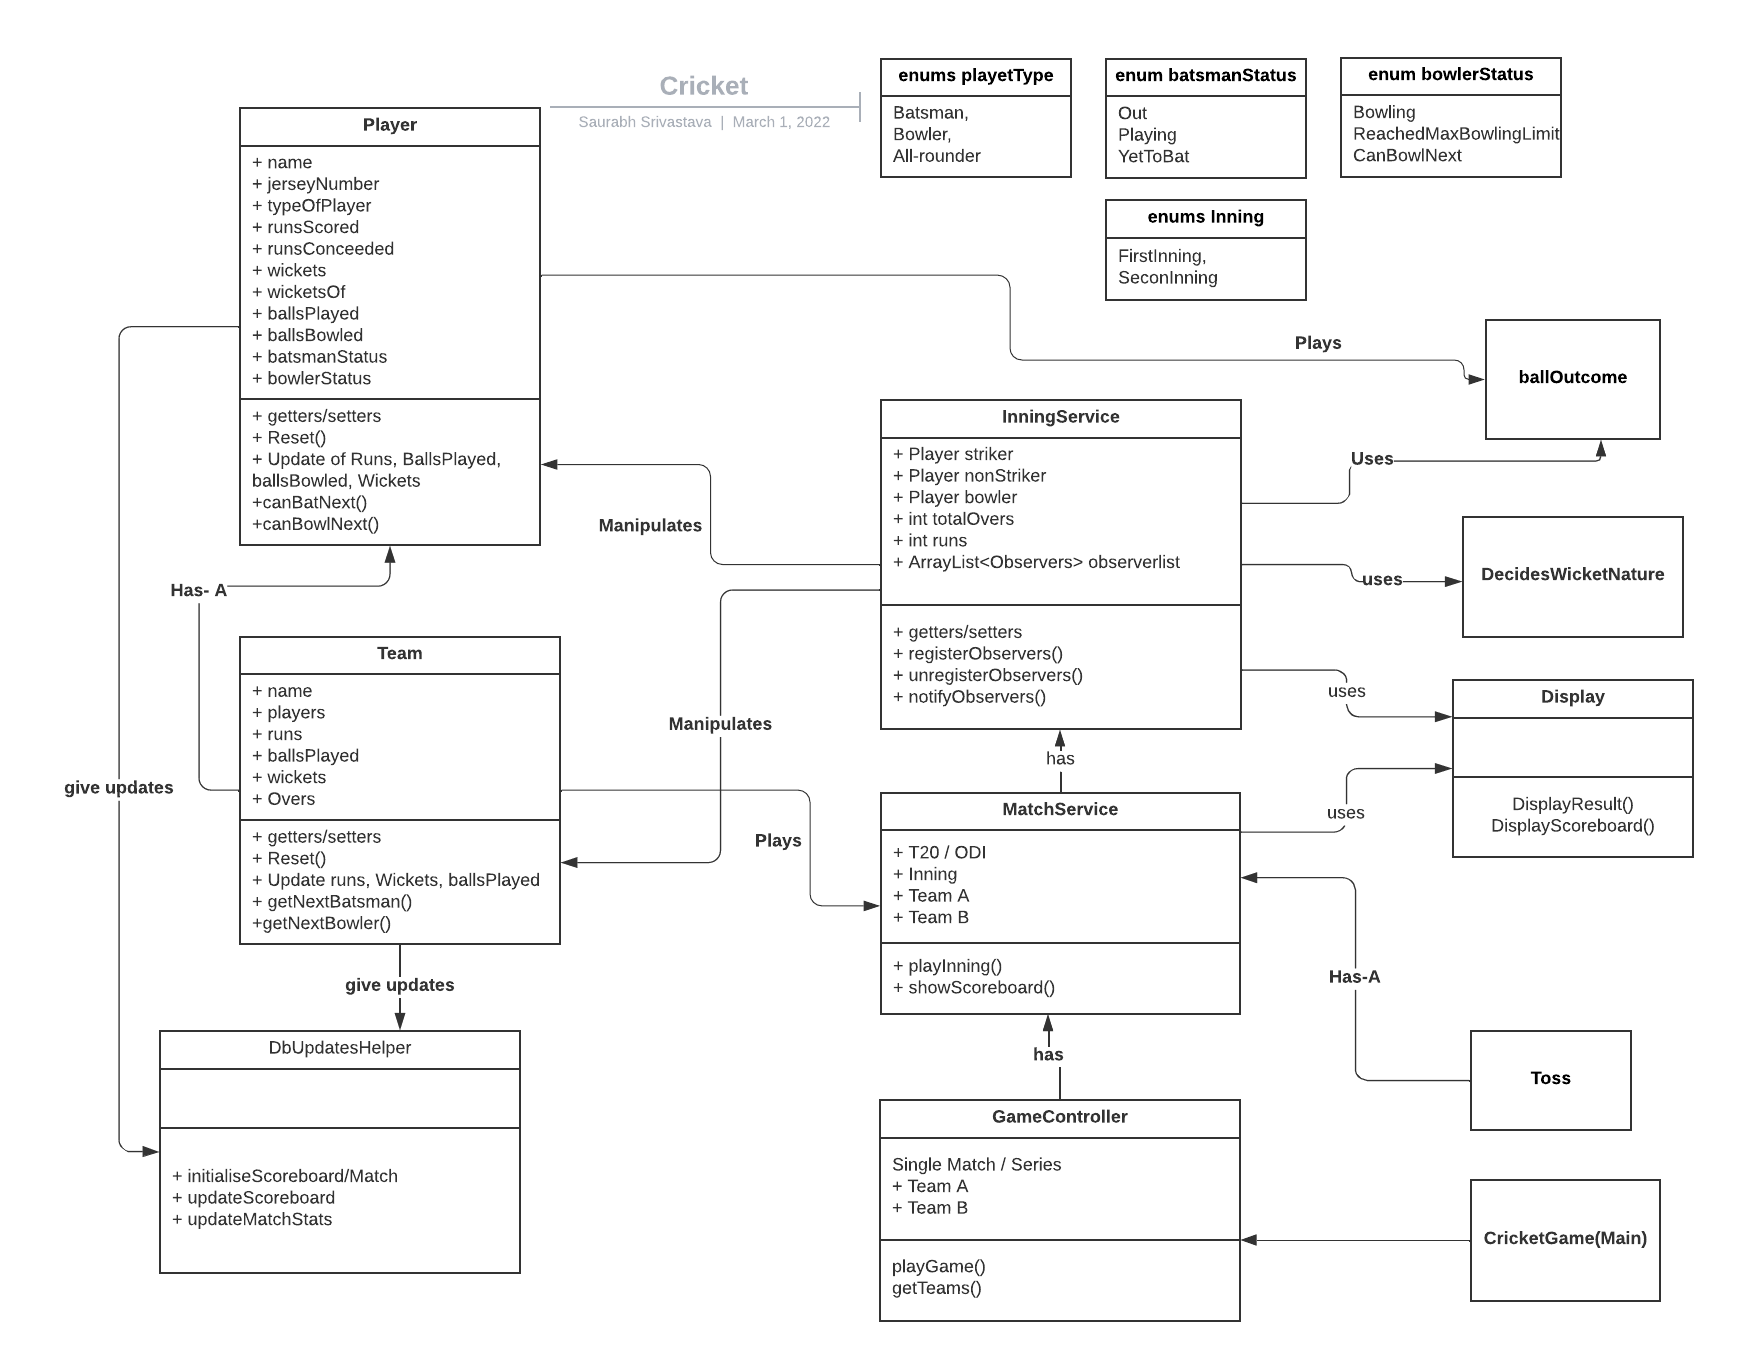 Cricket
Saurabh Srivastava | March 1, 2022
enums playetType
Batsman,
Bowler,
All-rounder
enum batsmanStatus
Out
Playing
YetToBat
enum bowlerStatus
Bowling
ReachedMaxBowlingLimit
CanBowlNext
enums Inning
FirstInning,
SeconInning
Player
+ name
+ jerseyNumber
+ typeOfPlayer
+ runsScored
+ runsConceeded
+ wickets
+ wicketsOf
+ ballsPlayed
+ ballsBowled
+ batsmanStatus
+ bowlerStatus
+ getters/setters
+ Reset()
+ Update of Runs, BallsPlayed,
ballsBowled, Wickets
+canBatNext()
+canBowlNext()
Plays
ballOutcome
InningService
+ Player striker
+ Player nonStriker
+ Player bowler
+ int totalOvers
+ int runs
+ ArrayList<Observers> observerlist
+ getters/setters
+ registerObservers()
+ unregisterObservers()
+ notifyObservers()
Uses
Manipulates
uses
DecidesWicketNature
Has- A
Team
+ name
+ players
+ runs
+ ballsPlayed
+ wickets
+ Overs
+ getters/setters
+ Reset()
+ Update runs, Wickets, ballsPlayed
+ getNextBatsman()
+getNextBowler()
Manipulates
uses
Display
DisplayResult()
DisplayScoreboard()
has
give updates
Plays
MatchService
+ T20 / ODI
+ Inning
+ Team A
+ Team B
+ playInning()
+ showScoreboard()
uses
Has-A
give updates
DbUpdatesHelper
+ initialiseScoreboard/Match
+ updateScoreboard
+ updateMatchStats
has
Toss
GameController
Single Match / Series
+ Team A
+ Team B
playGame()
getTeams()
CricketGame(Main)